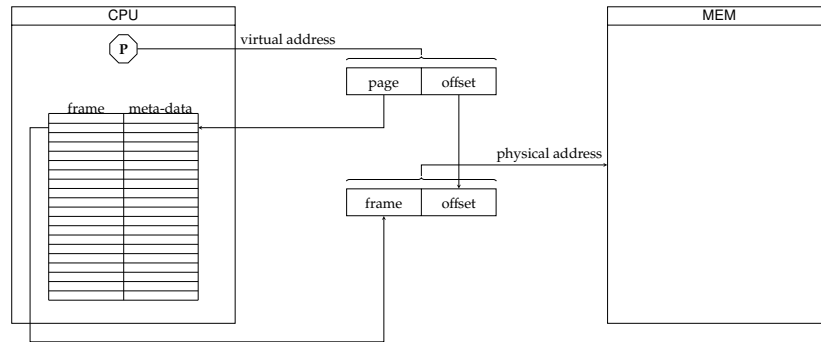 CPU
MEM
P
virtual address
page offset
frame meta-data
physical address
frame offset